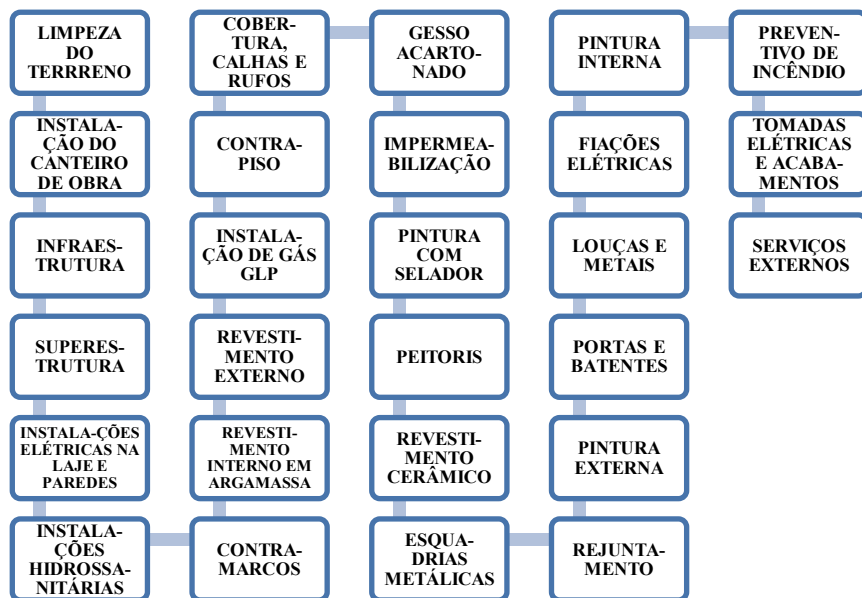 LIMPEZA
DO
TERRRENO
INSTALA-
ÇÃO DO
CANTEIRO
DE OBRA
INFRAES-
TRUTURA
SUPERES-
TRUTURA
INSTALA-ÇÕES
ELÉTRICAS NA
LAJE E
PAREDES
INSTALA-
ÇÕES
HIDROSSA-
NITÁRIAS
CONTRA-
MARCOS
REVESTI-
MENTO
INTERNO EM
ARGAMASSA
REVESTI-
MENTO
EXTERNO
INSTALA-
ÇÃO DE GÁS
GLP
CONTRA-
PISO
COBER-
TURA,
CALHAS E
RUFOS
GESSO
ACARTO-
NADO
IMPERMEA-
BILIZAÇÃO
PINTURA
COM
SELADOR
PEITORIS
REVESTI-
MENTO
CERÂMICO
ESQUA-
DRIAS
METÁLICAS
REJUNTA-
MENTO
PINTURA
EXTERNA
PORTAS E
BATENTES
LOUÇAS E
METAIS
FIAÇÕES
ELÉTRICAS
PINTURA
INTERNA
PREVEN-
TIVO DE
INCÊNDIO
TOMADAS
ELÉTRICAS
E ACABA-
MENTOS
SERVIÇOS
EXTERNOS